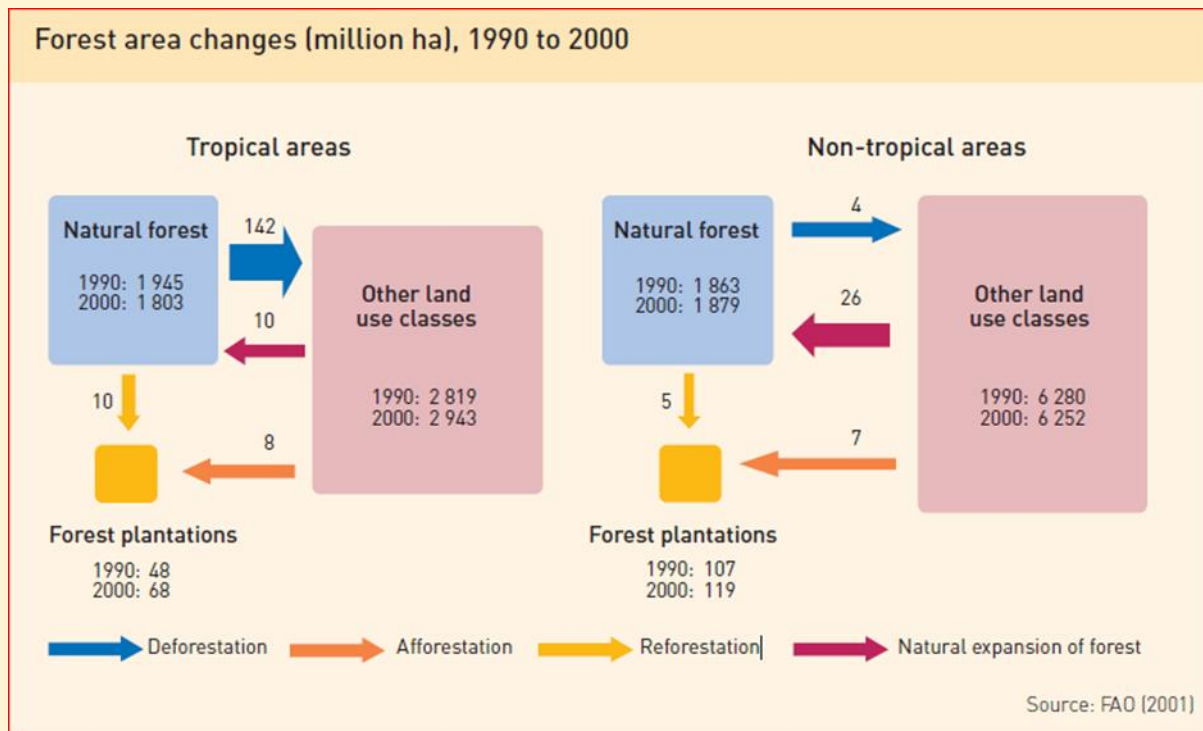 Forest area changes (million ha), 1990 to 2000
Tropical areas
Natural forest
1990: 1 945
2000: 1 803
142
10
10
8
Other land
use classes
1990: 2 819
2000: 2 943
Forest plantations
1990: 48
2000: 68
Non-tropical areas
Natural forest
1990: 1 863
2000: 1 879
4
26
5
7
Other land
use classes
1990: 6 280
2000: 6 252
Forest plantations
1990: 107
2000: 119
Deforestation
Afforestation
Reforestation
Natural expansion of forest
Source: FAO (2001)